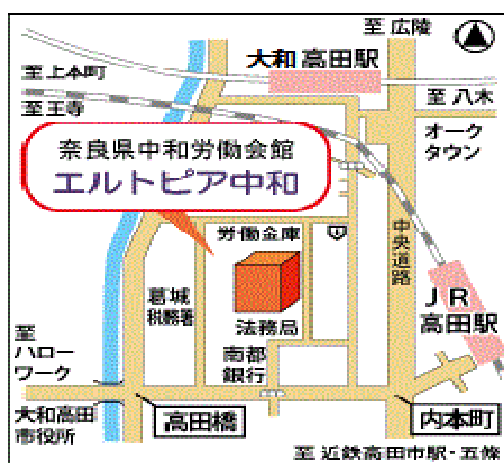 至広陵
大和高田駅
至上本町
至王寺
至八木
オーク
タウン
奈良県中和労働会館
エルトピア中和
労働金庫
中央道路
JR
高田駅
葛城
税務署
法務局
至
ハロー
ワーク
南都
銀行
大和高田
市役所
高田橋
内本町
至近鉄高田市駅・五條